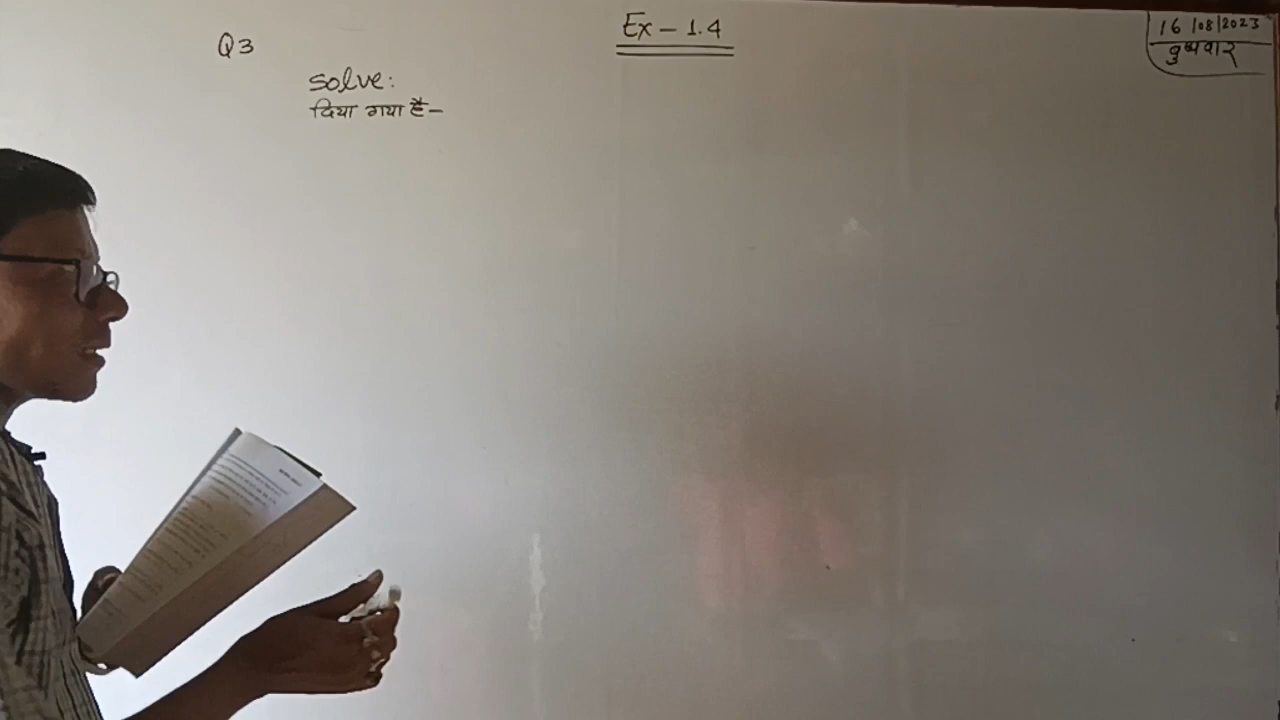 Ex - 1.4
16/08/2023
बुधवार
Q3
Solve:
दिया गया है-